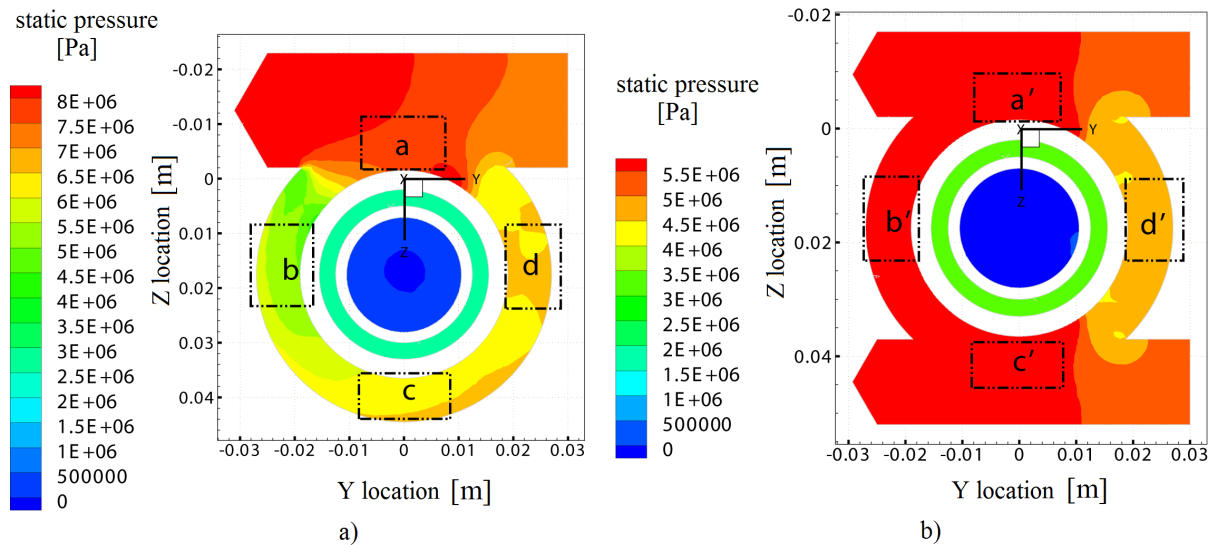 static pressure
[Pa]
8E+06
7.5E+06
7E+06
6.5E+06
6E+06
5.5E+06
5E+06
4.5E+06
4E+06
3.5E+06
3E+06
2.5E+06
2E+06
1.5E+06
1E+06
500000
0
Z location [m]
-0.02
-0.01
0
0.01
0.02
0.03
0.04
a
X
Y
Z
b
d
c
-0.03 -0.02 -0.01 0 0.01 0.02 0.03
Y location [m]
a)
static pressure
[Pa]
5.5E+06
5E+06
4.5E+06
4E+06
3.5E+06
3E+06
2.5E+06
2E+06
1.5E+06
1E+06
500000
0
Z location [m]
-0.02
0
0.02
0.04
a′
X
Y
Z
b′
d′
c′
-0.03 -0.02 -0.01 0 0.01 0.02 0.03
Y location [m]
b)